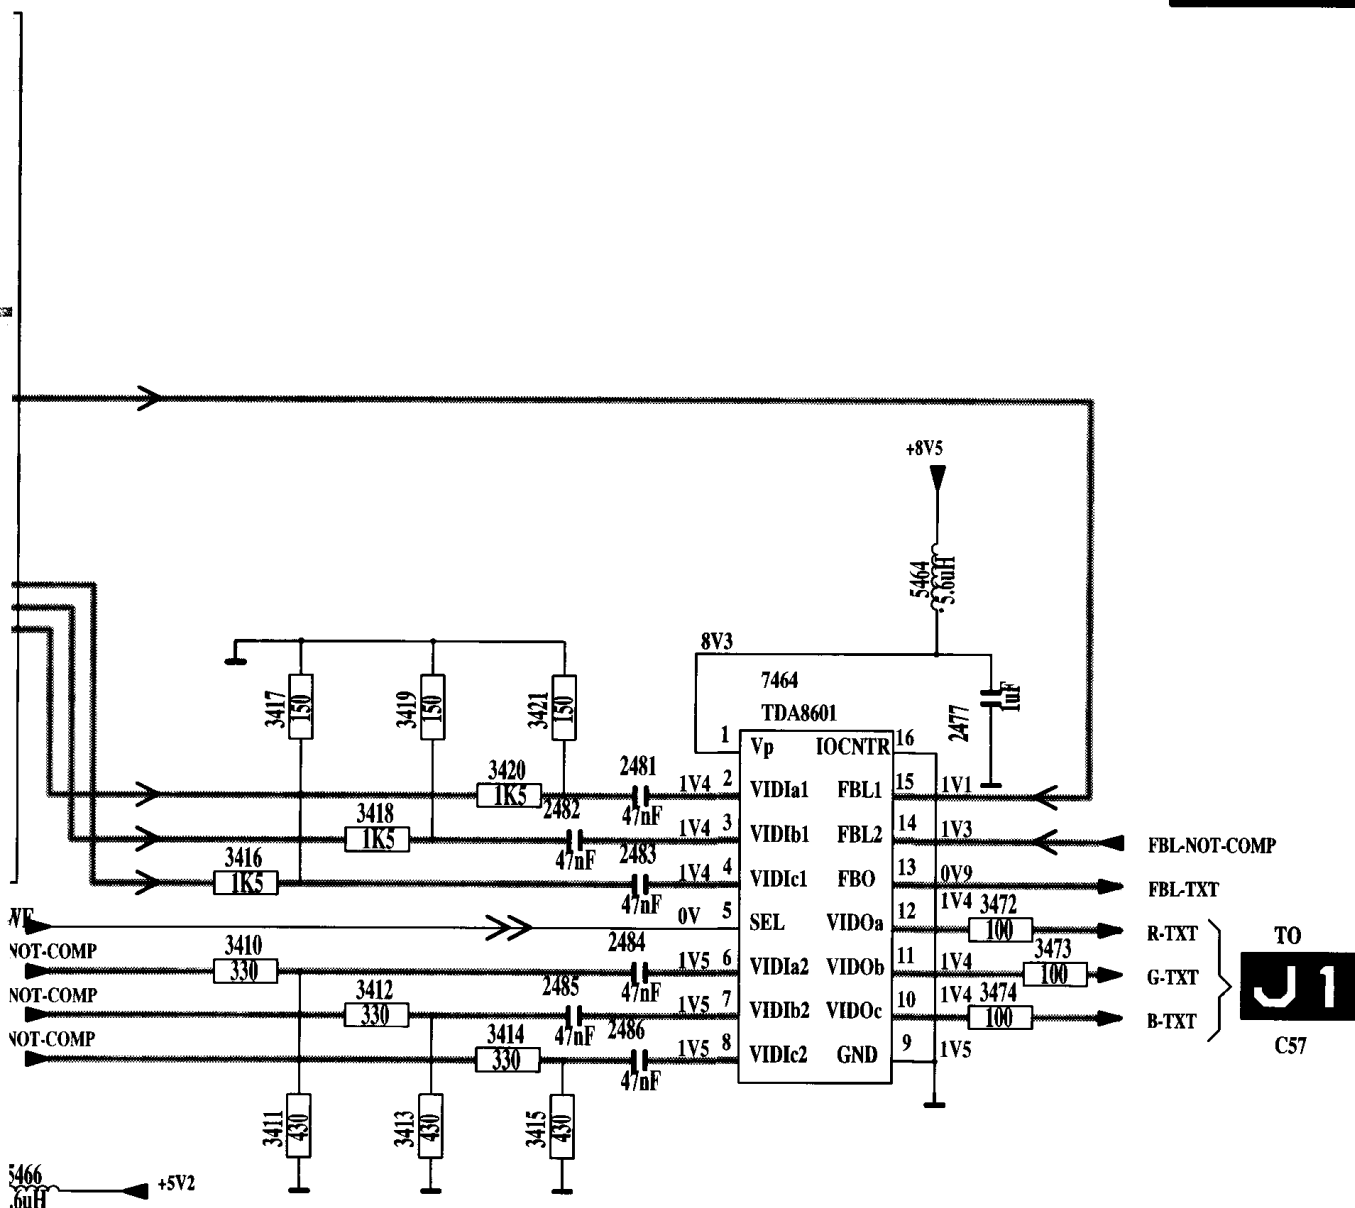 +8V5
5464
5.6uH
8V3
7464
TDA8601
2477
1uF
3417
150
3419
150
3421
150
1 Vp IOCNTR 16
3420
1K5
2481
47nF
1V4 2 VIDIa1 FBL1 15 1V1
3418
1K5
2482
47nF
1V4 3 VIDIb1 FBL2 14 1V3 FBL-NOT-COMP
3416
1K5
2483
47nF
1V4 4 VIDIc1 FBO 13 0V9 FBL-TXT
0V 5 SEL VIDOa 12 1V4 3472 100 R-TXT
NOT-COMP
3410
330
2484
47nF
1V5 6 VIDIa2 VIDOb 11 1V4 3473 100 G-TXT
NOT-COMP
3412
330
2485
47nF
1V5 7 VIDIb2 VIDOc 10 1V4 3474 100 B-TXT
NOT-COMP
3414
330
2486
47nF
1V5 8 VIDIc2 GND 9 1V5
TO
J1
C57
3411
430
3413
430
3415
430
5466
.6uH
+5V2